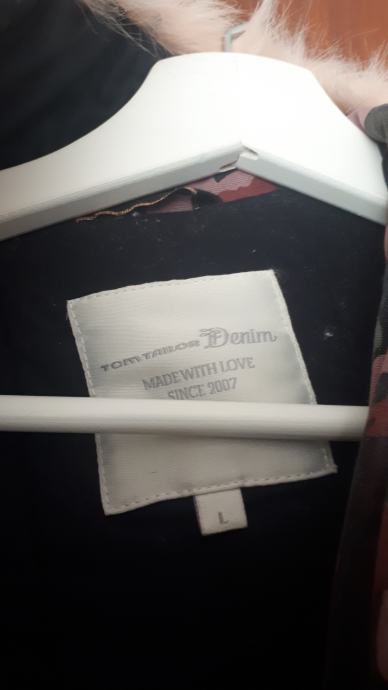 TOM TAILOR Denim
MADE WITH LOVE
SINCE 2007
L